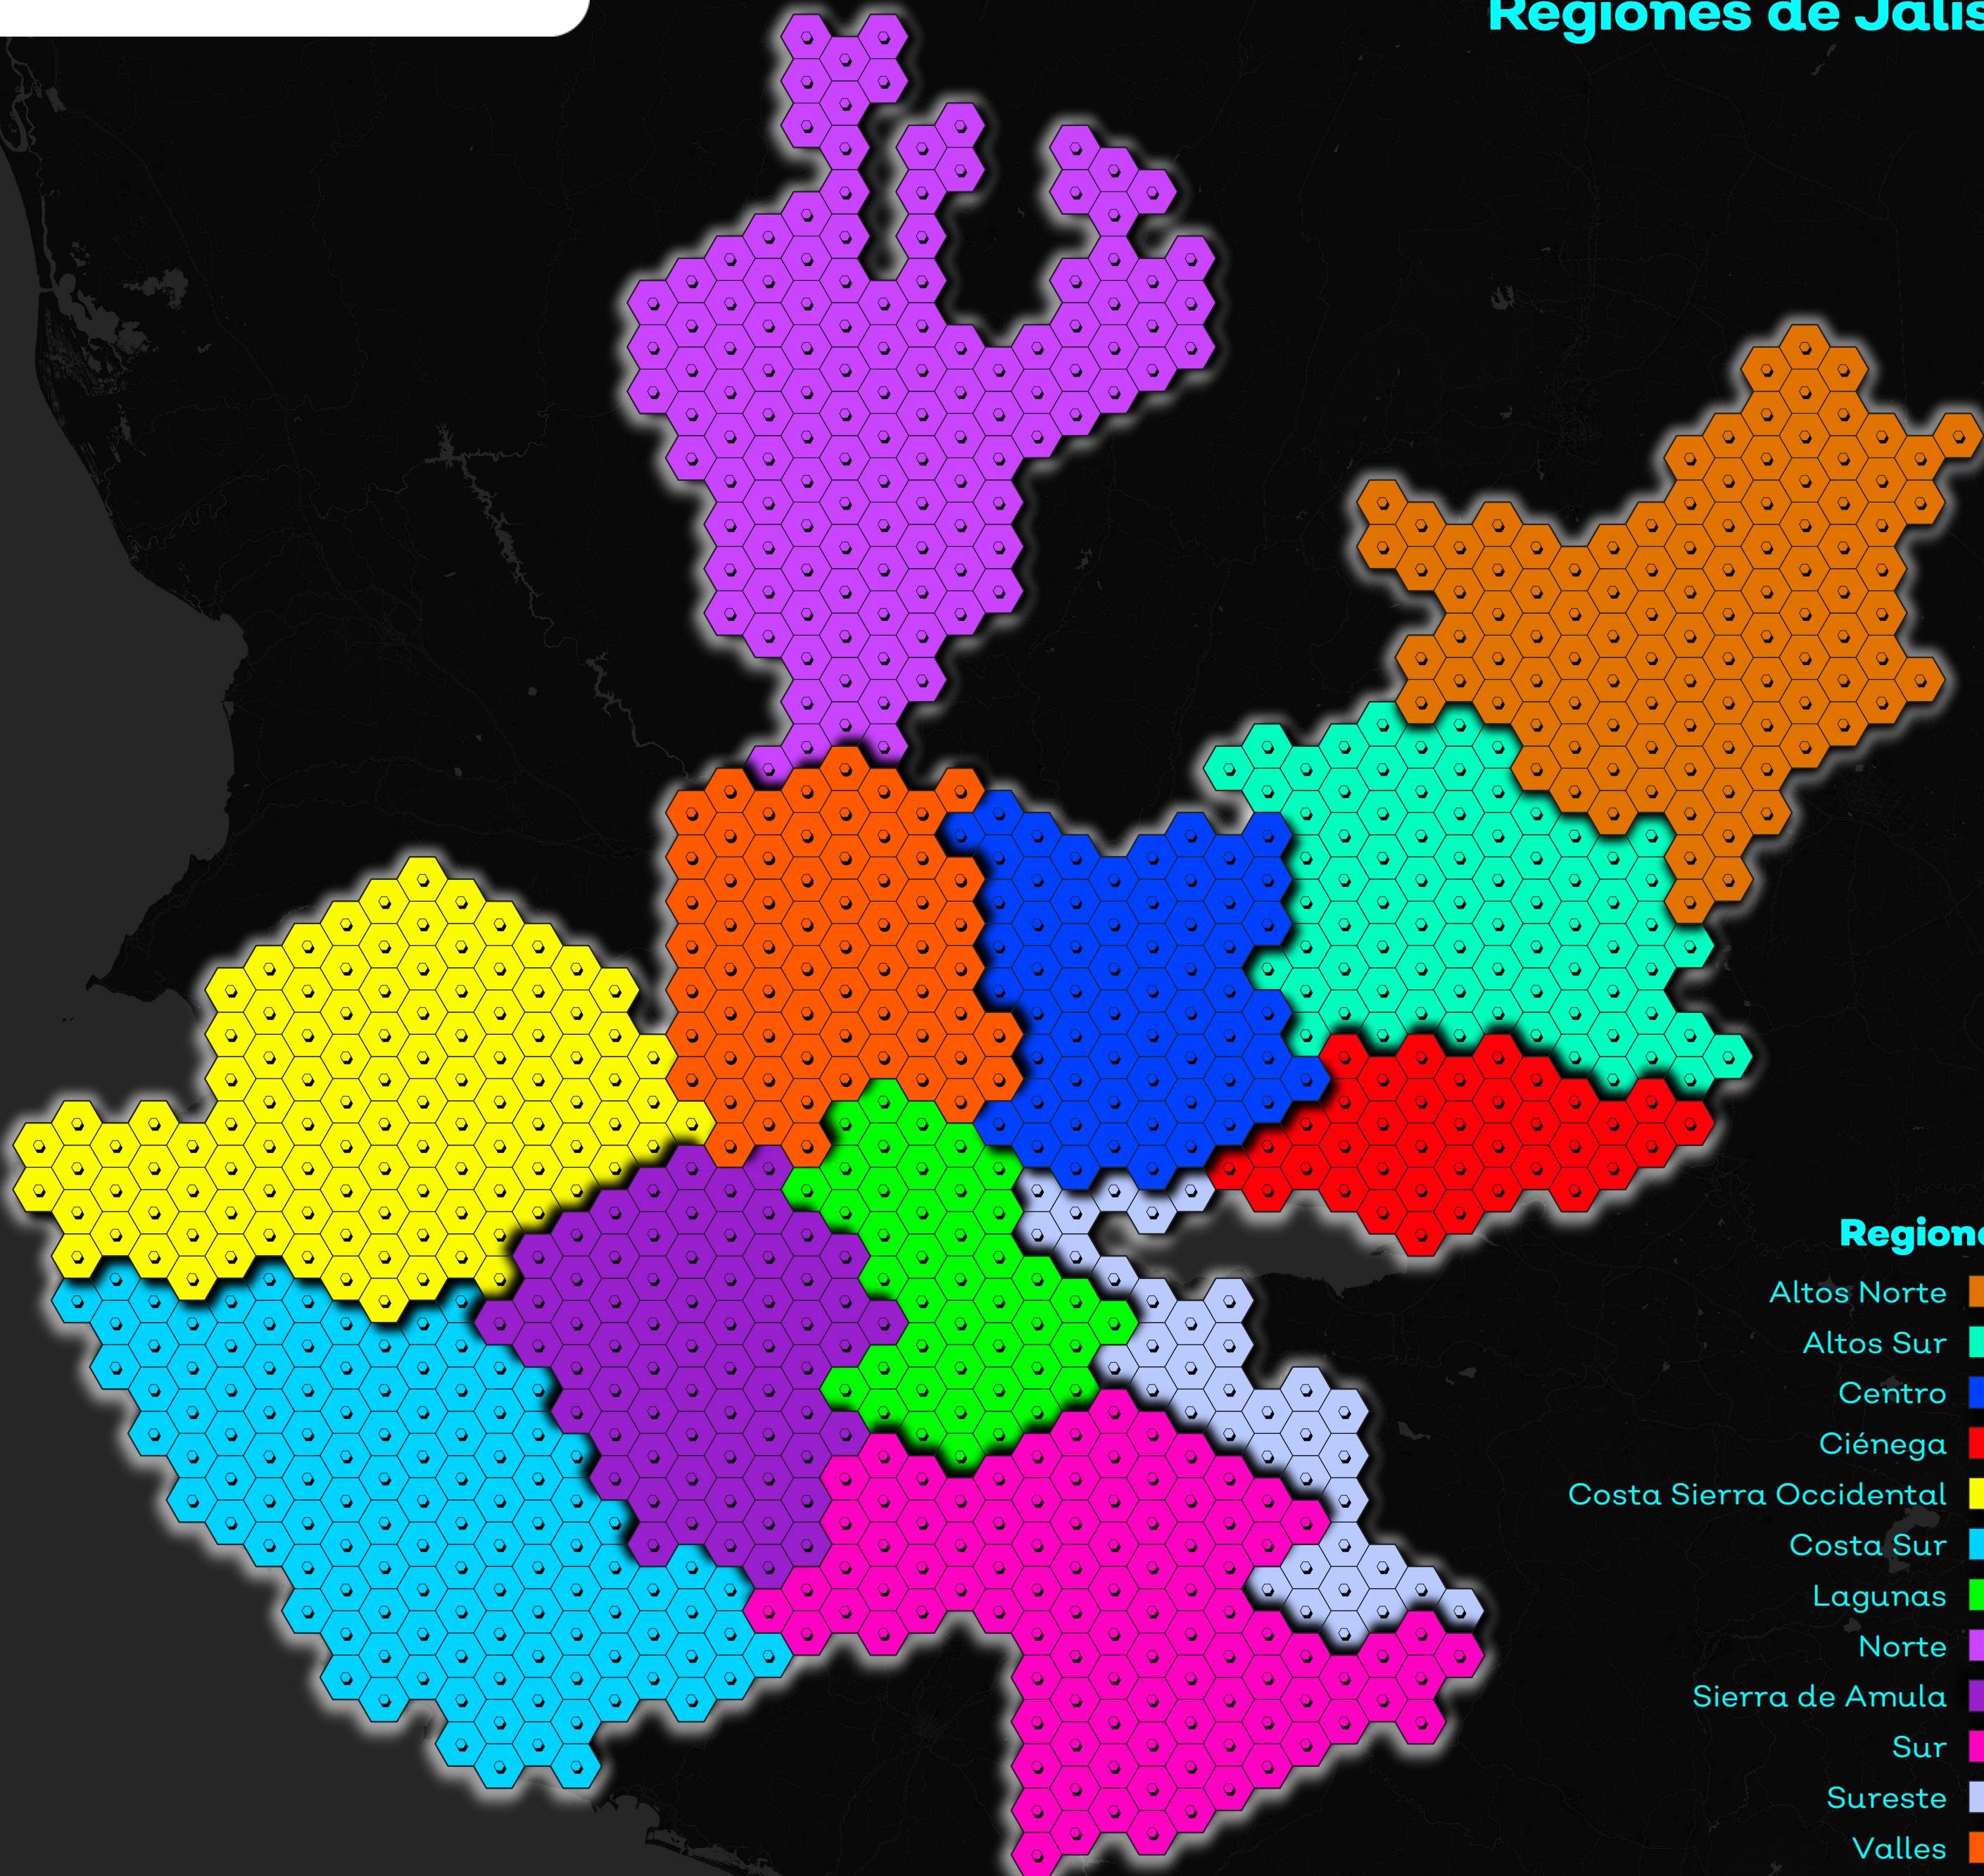 Regiones de Jalis
Regione
Altos Norte
Altos Sur
Centro
Ciénega
Costa Sierra Occidental
Costa Sur
Lagunas
Norte
Sierra de Amula
Sur
Sureste
Valles